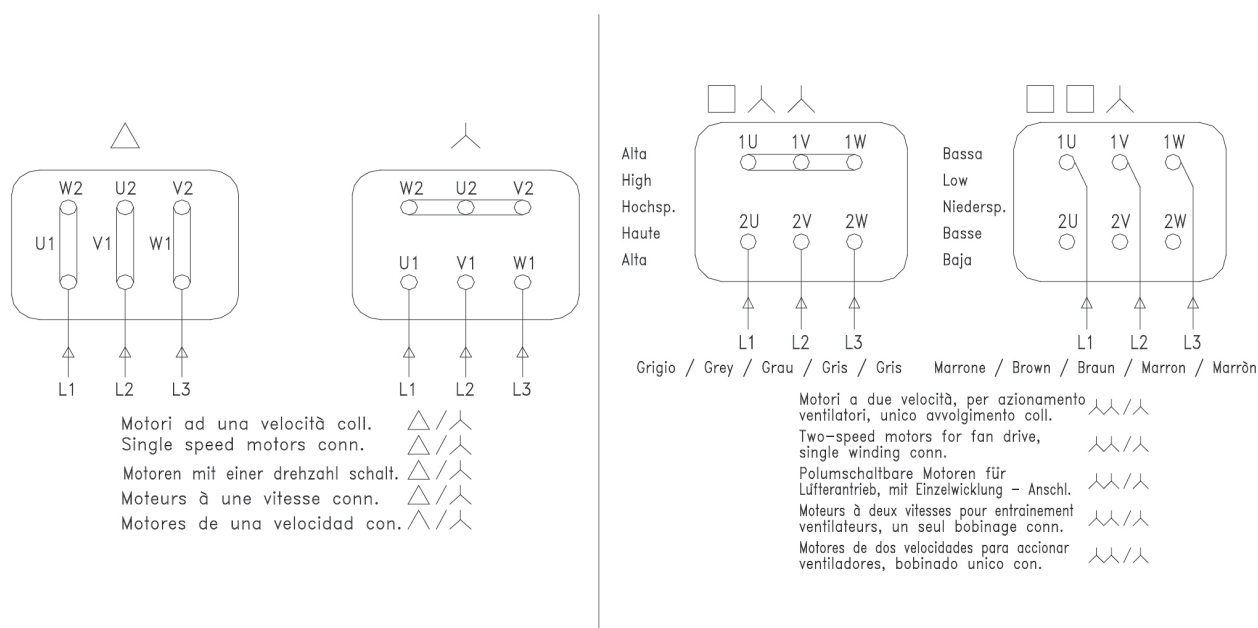 W2 U2 V2
U1 V1 W1
L1 L2 L3
W2 U2 V2
U1 V1 W1
L1 L2 L3
Motori ad una velocità coll.
Single speed motors conn.
Motoren mit einer drehzahl schalt.
Moteurs à une vitesse conn.
Motores de una velocidad con.
Alta
High
Hochsp.
Haute
Alta
1U 1V 1W
2U 2V 2W
L1 L2 L3
Grigio / Grey / Grau / Gris / Gris
Bassa
Low
Niedersp.
Basse
Baja
1U 1V 1W
2U 2V 2W
L1 L2 L3
Marrone / Brown / Braun / Marron / Marròn
Motori a due velocità, per azionamento
ventilatori, unico avvolgimento coll.
Two-speed motors for fan drive,
single winding conn.
Polumschaltbare Motoren für
Lüfterantrieb, mit Einzelwicklung - Anschl.
Moteurs à deux vitesses pour entrainement
ventilateurs, un seul bobinage conn.
Motores de dos velocidades para accionar
ventiladores, bobinado unico con.